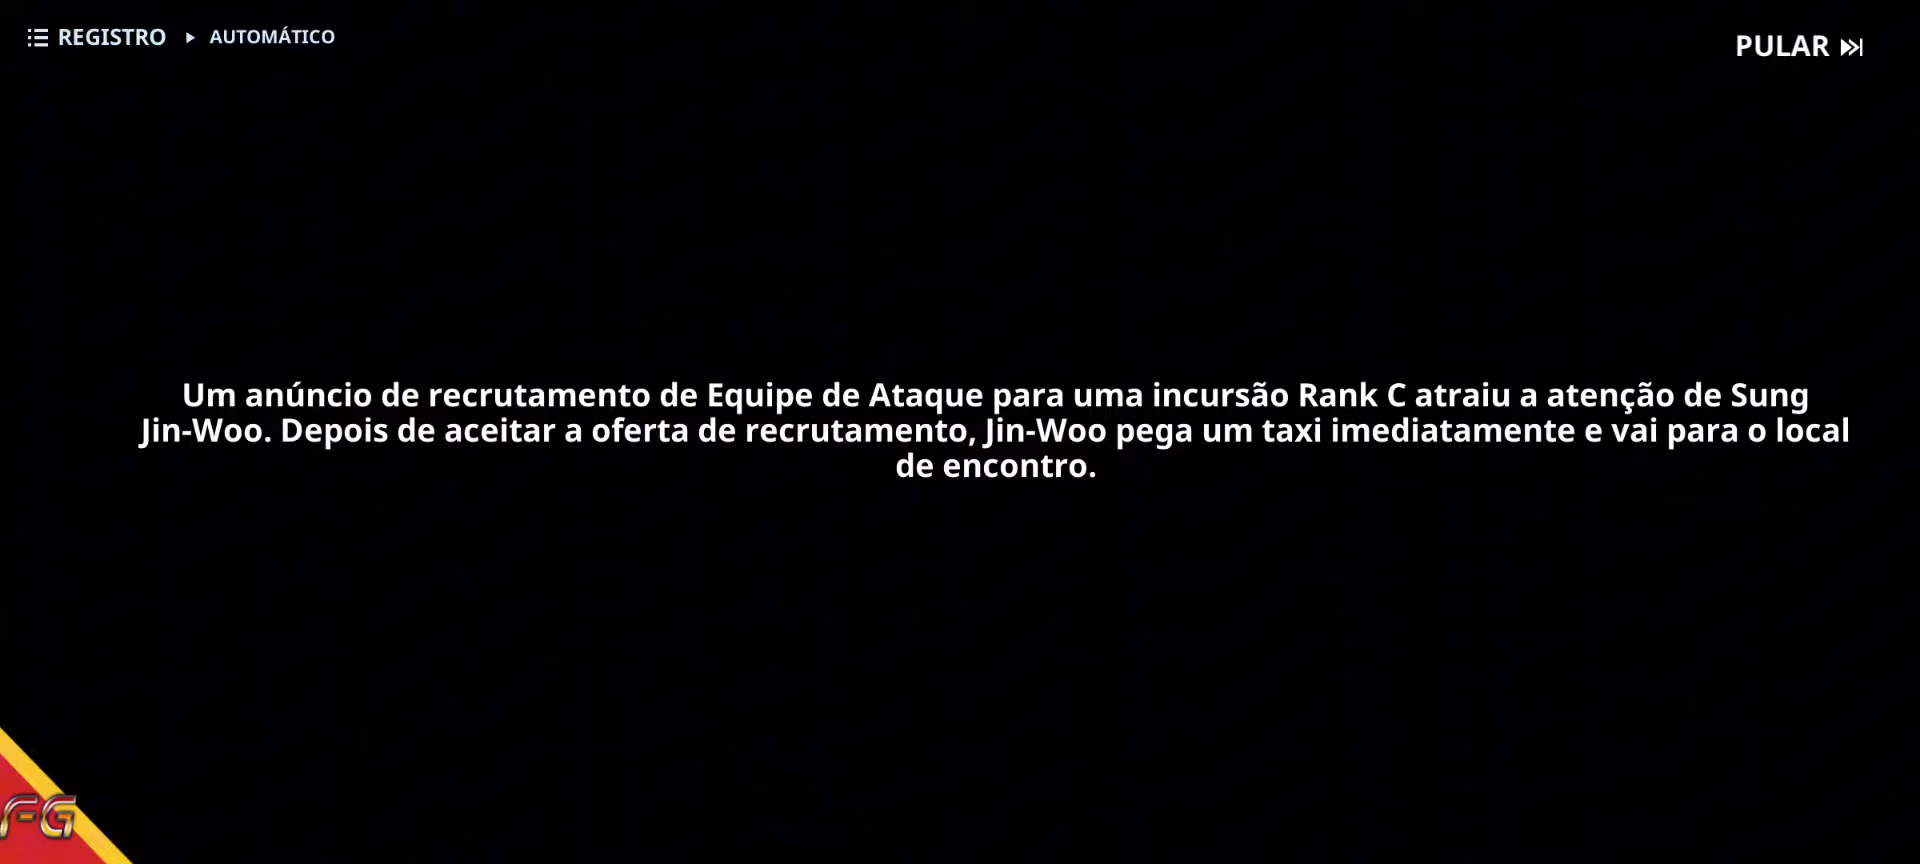 REGISTRO
AUTOMÁTICO
PULAR
Um anúncio de recrutamento de Equipe de Ataque para uma incursão Rank C atraiu a atenção de Sung
Jin-Woo. Depois de aceitar a oferta de recrutamento, Jin-Woo pega um taxi imediatamente e vai para o local
de encontro.
FG